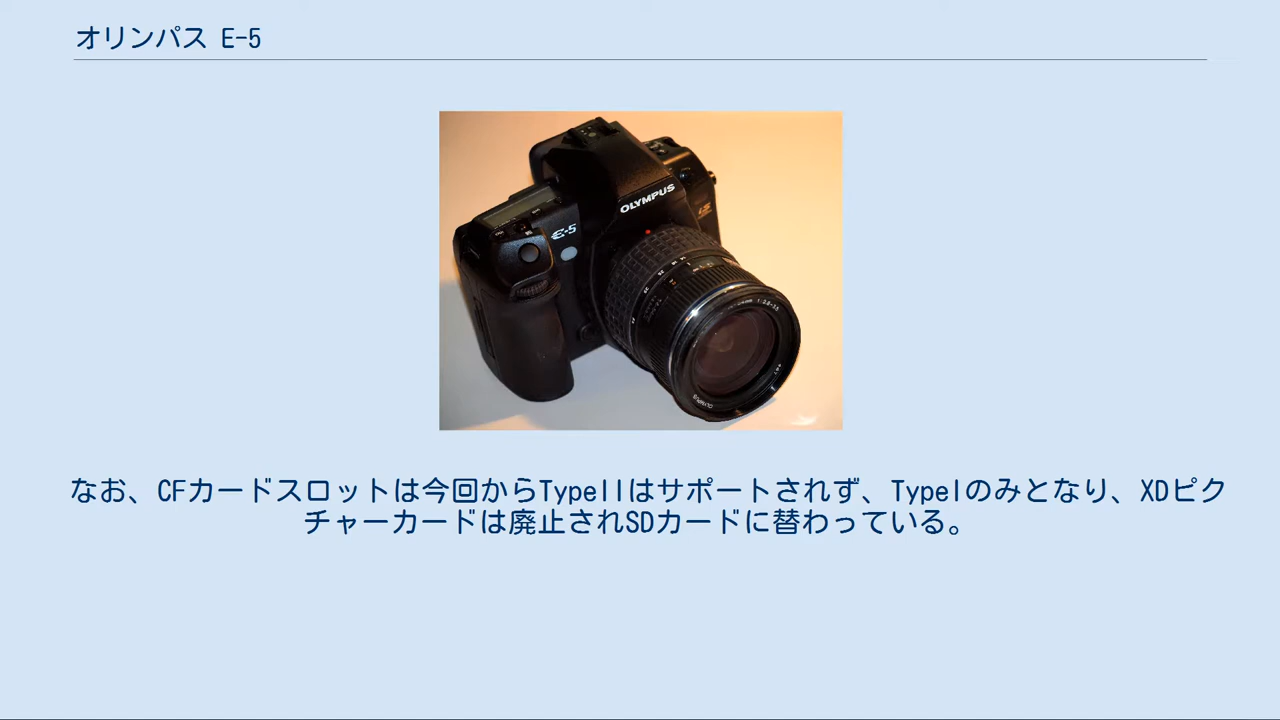 オリンパス E-5
OLYMPUS
E-5
なお、CFカードスロットは今回からTypeIIはサポートされず、TypeIのみとなり、XDピク
チャーカードは廃止されSDカードに替わっている。